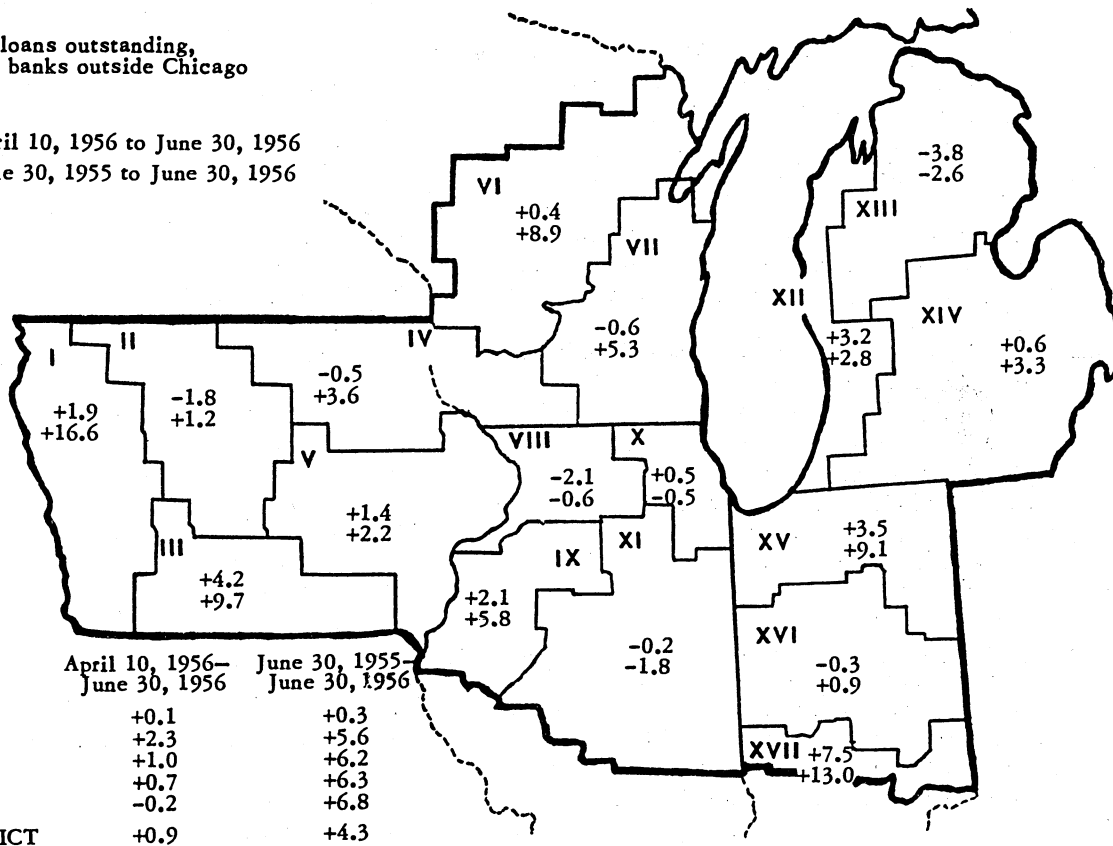 loans outstanding,
banks outside Chicago
ril 10, 1956 to June 30, 1956
e 30, 1955 to June 30, 1956
VI
+0.4
+8.9
VII
-0.6
+5.3
XIII
-3.8
-2.6
XII
+3.2
+2.8
XIV
+0.6
+3.3
I
+1.9
+16.6
II
-1.8
+1.2
IV
-0.5
+3.6
V
+1.4
+2.2
III
+4.2
+9.7
VIII
-2.1
-0.6
X
+0.5
-0.5
IX
+2.1
+5.8
XI
-0.2
-1.8
XV
+3.5
+9.1
XVI
-0.3
+0.9
XVII
+7.5
+13.0
April 10, 1956– June 30, 1955–
June 30, 1956 June 30, 1956
+0.1 +0.3
+2.3 +5.6
+1.0 +6.2
+0.7 +6.3
-0.2 +6.8
ICT +0.9 +4.3